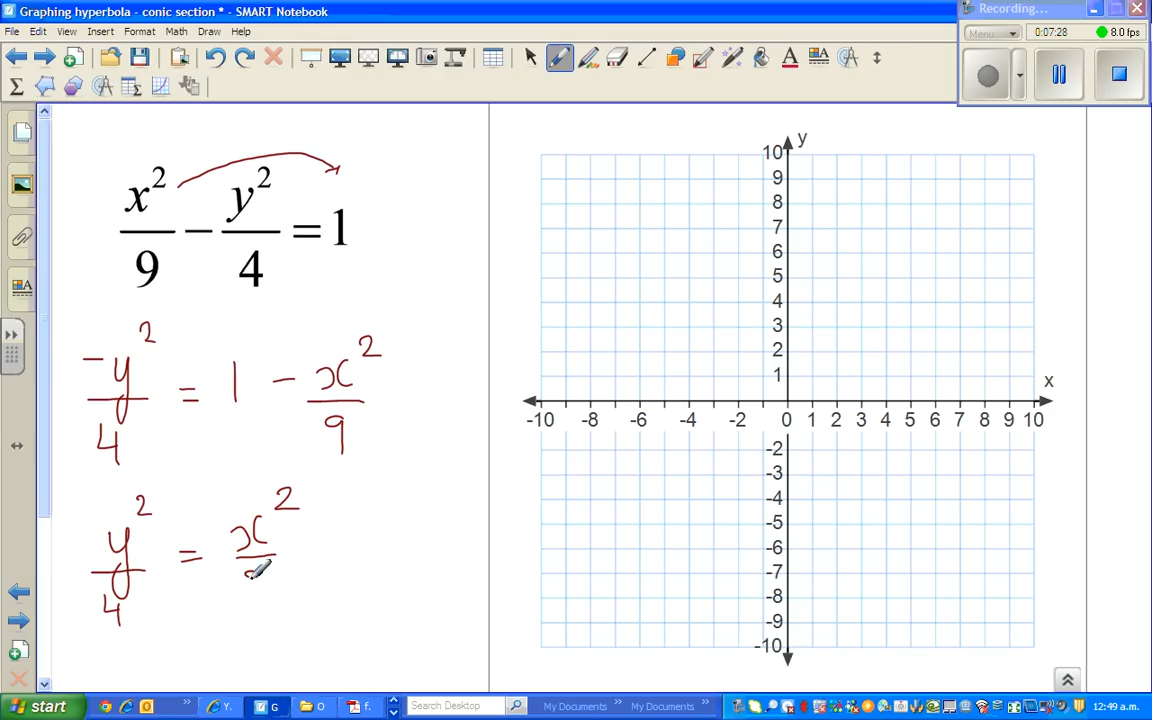 Graphing hyperbola - conic section * - SMART Notebook
Recording...
File Edit View Insert Format Math Draw Help
Menu 0:07:28 8.0 fps
x²/9 − y²/4 = 1
-y²/4 = 1 - x²/9
y²/4 = x²/
y
10
9
8
7
6
5
4
3
2
1
x
-10 -8 -6 -4 -2 0 1 2 3 4 5 6 7 8 9 10
-2
-3
-4
-5
-6
-7
-8
-9
-10
start Y. G O f. Search Desktop My Documents My Documents 12:49 a.m.